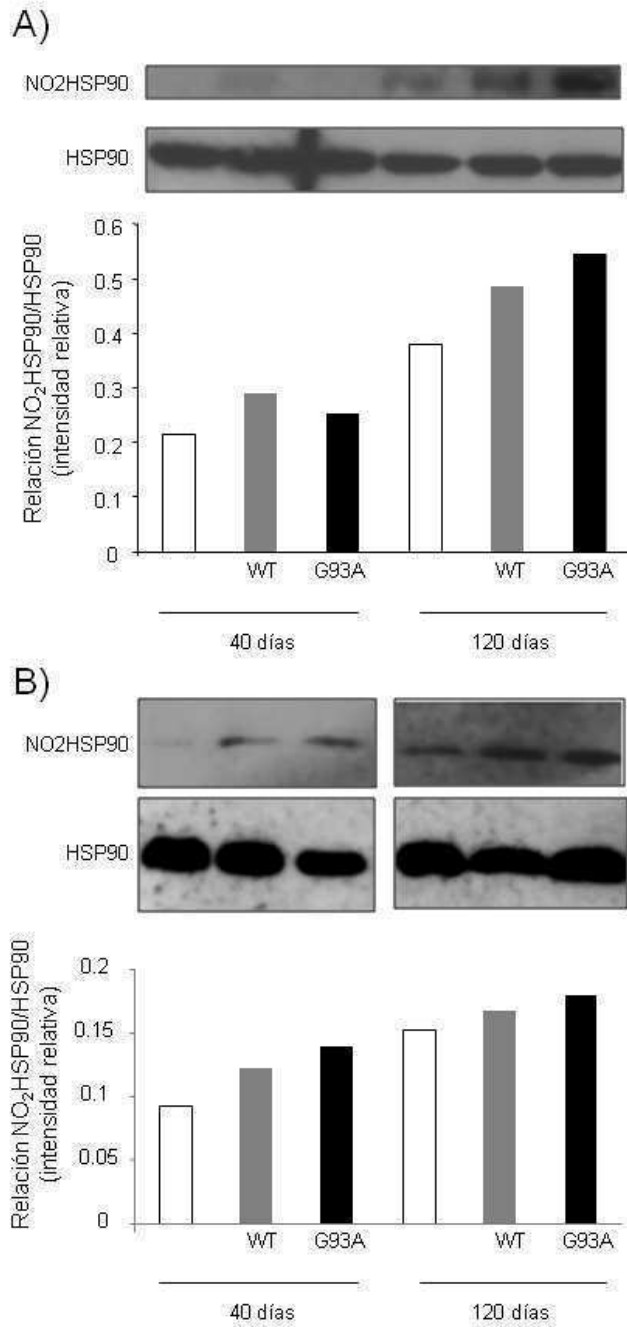 A)
NO2HSP90
HSP90
Relación NO₂HSP90/HSP90
(intensidad relativa)
0.6
0.5
0.4
0.3
0.2
0.1
0
WT G93A WT G93A
40 días 120 días
B)
NO2HSP90
HSP90
Relación NO₂HSP90/HSP90
(intensidad relativa)
0.2
0.15
0.1
0.05
0
WT G93A WT G93A
40 días 120 días